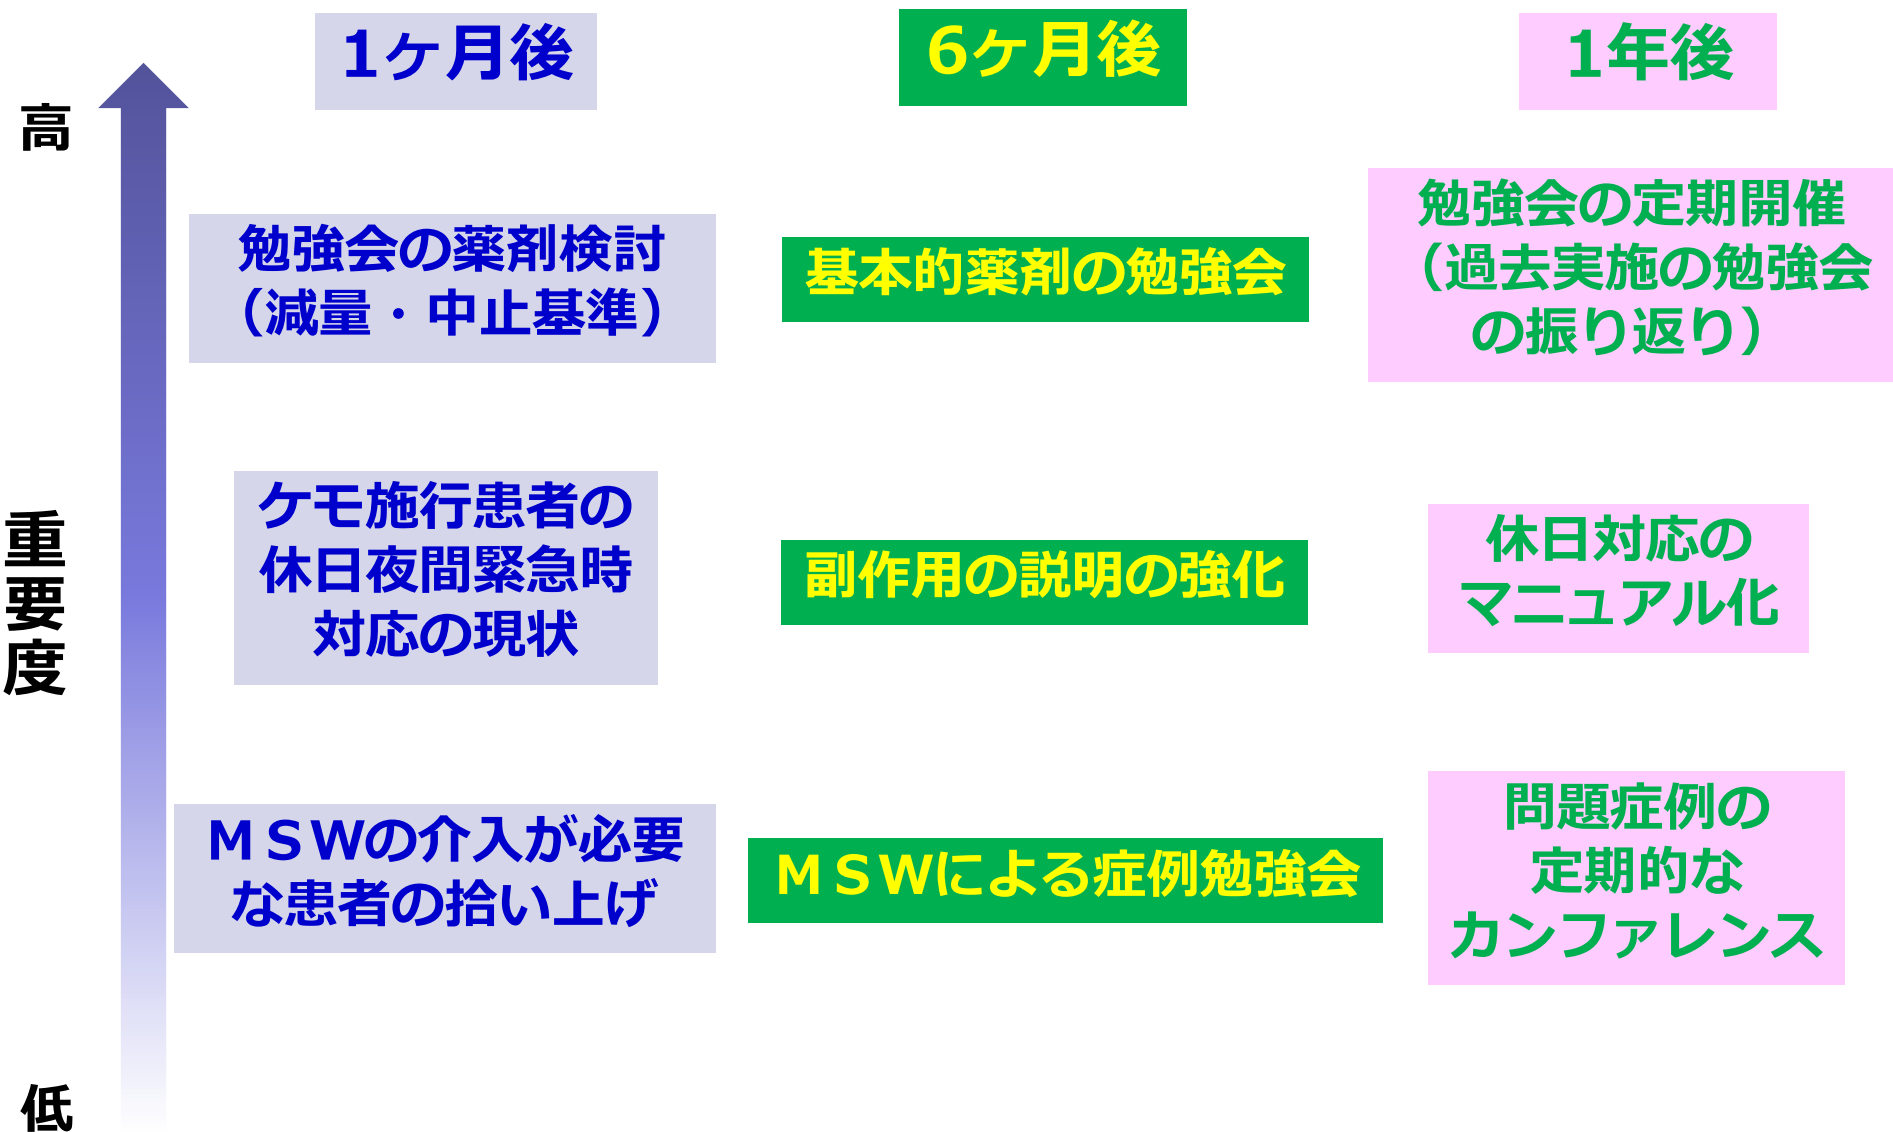 1ヶ月後
6ヶ月後
1年後
高
重
要
度
低
勉強会の薬剤検討
（減量・中止基準）
基本的薬剤の勉強会
勉強会の定期開催
（過去実施の勉強会
の振り返り）
ケモ施行患者の
休日夜間緊急時
対応の現状
副作用の説明の強化
休日対応の
マニュアル化
ＭＳＷの介入が必要
な患者の拾い上げ
ＭＳＷによる症例勉強会
問題症例の
定期的な
カンファレンス